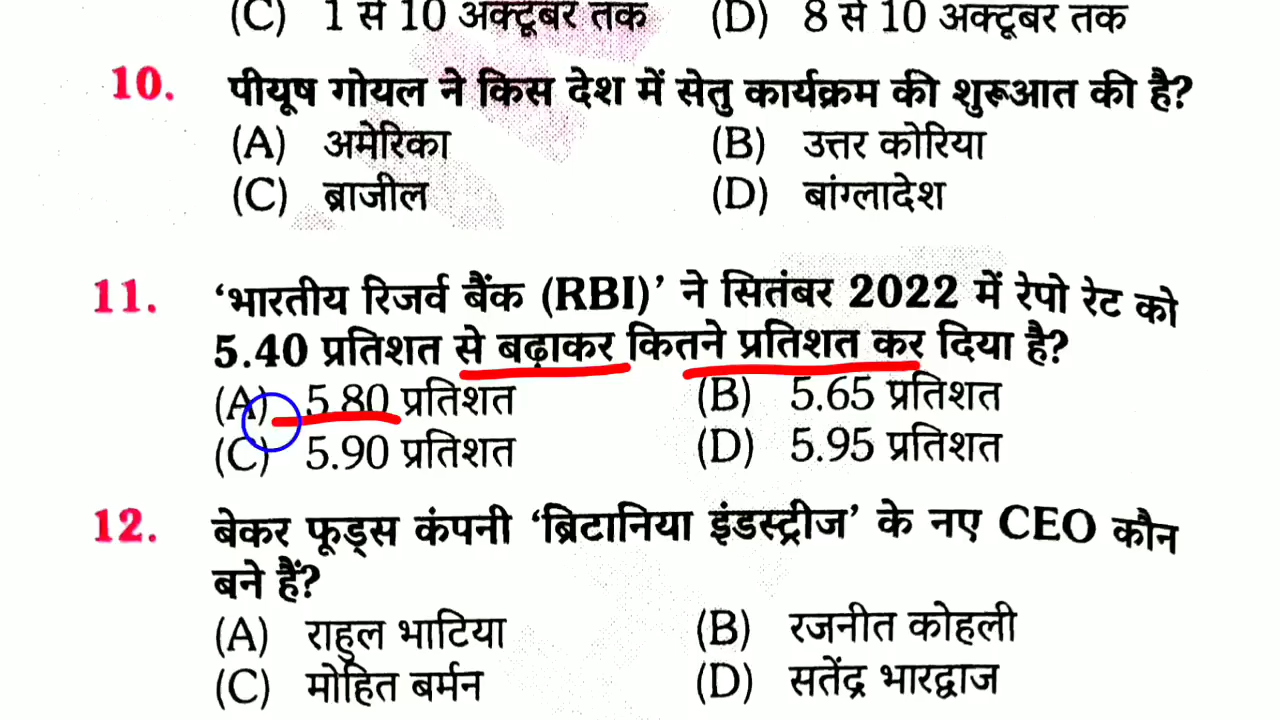 (C) 1 से 10 अक्टूबर तक (D) 8 से 10 अक्टूबर तक
10. पीयूष गोयल ने किस देश में सेतु कार्यक्रम की शुरूआत की है?
(A) अमेरिका (B) उत्तर कोरिया
(C) ब्राजील (D) बांग्लादेश
11. ‘भारतीय रिजर्व बैंक (RBI)’ ने सितंबर 2022 में रेपो रेट को
5.40 प्रतिशत से बढ़ाकर कितने प्रतिशत कर दिया है?
(A) 5.80 प्रतिशत (B) 5.65 प्रतिशत
(C) 5.90 प्रतिशत (D) 5.95 प्रतिशत
12. बेकर फूड्स कंपनी ‘ब्रिटानिया इंडस्ट्रीज’ के नए CEO कौन
बने हैं?
(A) राहुल भाटिया (B) रजनीत कोहली
(C) मोहित बर्मन (D) सतेंद्र भारद्वाज